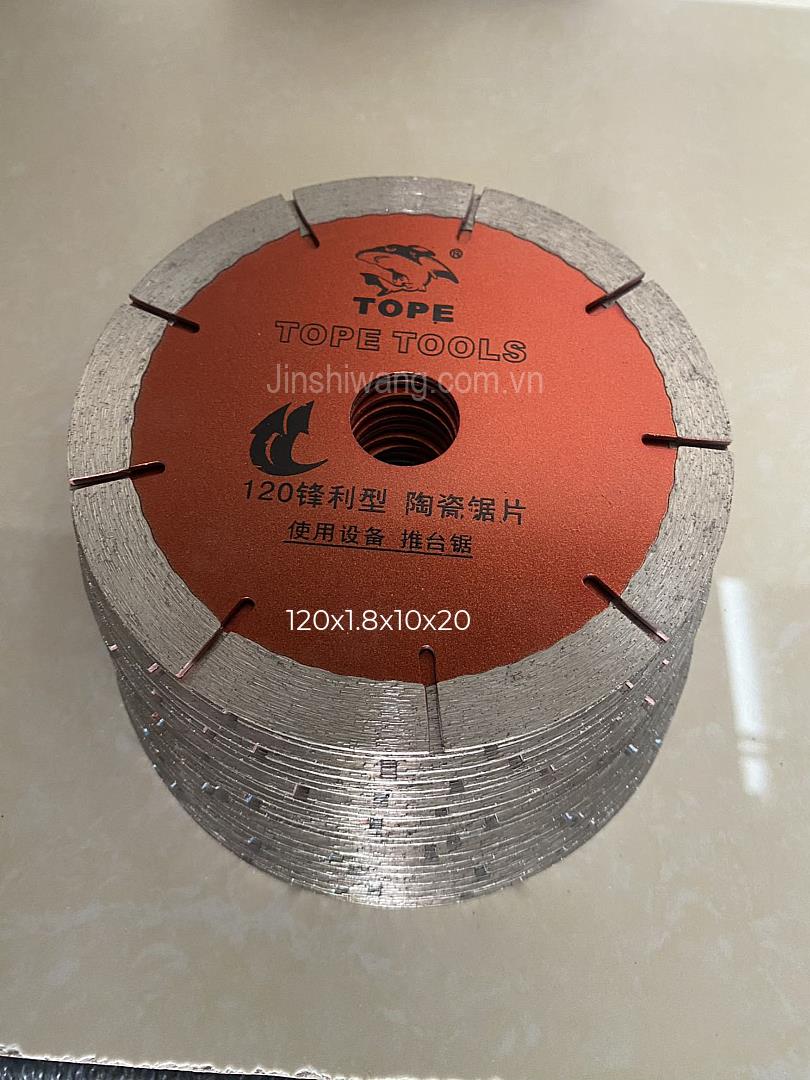 ®
TOPE
TOPE TOOLS
Jinshiwang.com.vn
120锋利型 陶瓷锯片
使用设备 推台锯
120x1.8x10x20